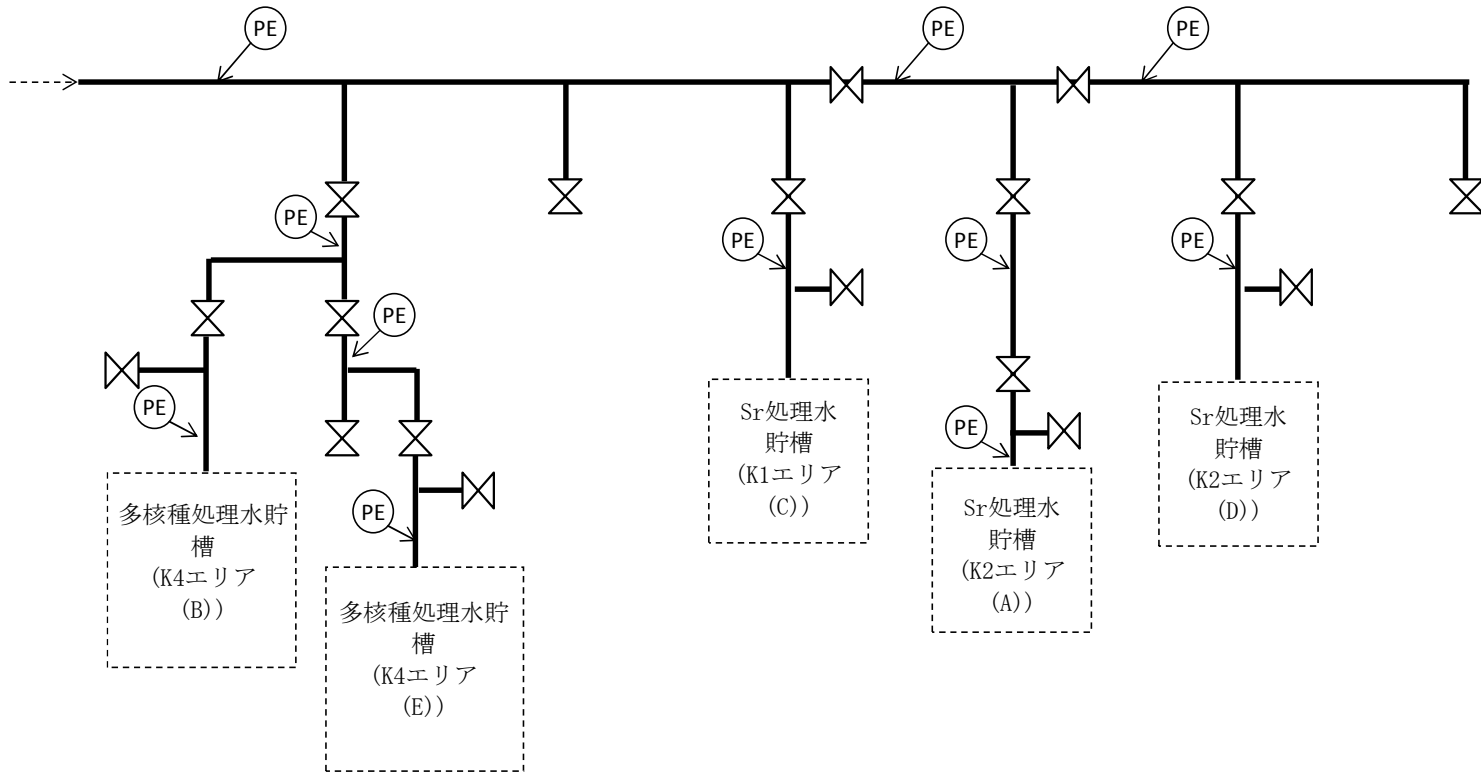 PE
PE
PE
PE
PE
PE
PE
PE
PE
PE
PE
多核種処理水貯
槽
(K4エリア
(B))
多核種処理水貯
槽
(K4エリア
(E))
Sr処理水
貯槽
(K1エリア
(C))
Sr処理水
貯槽
(K2エリア
(A))
Sr処理水
貯槽
(K2エリア
(D))